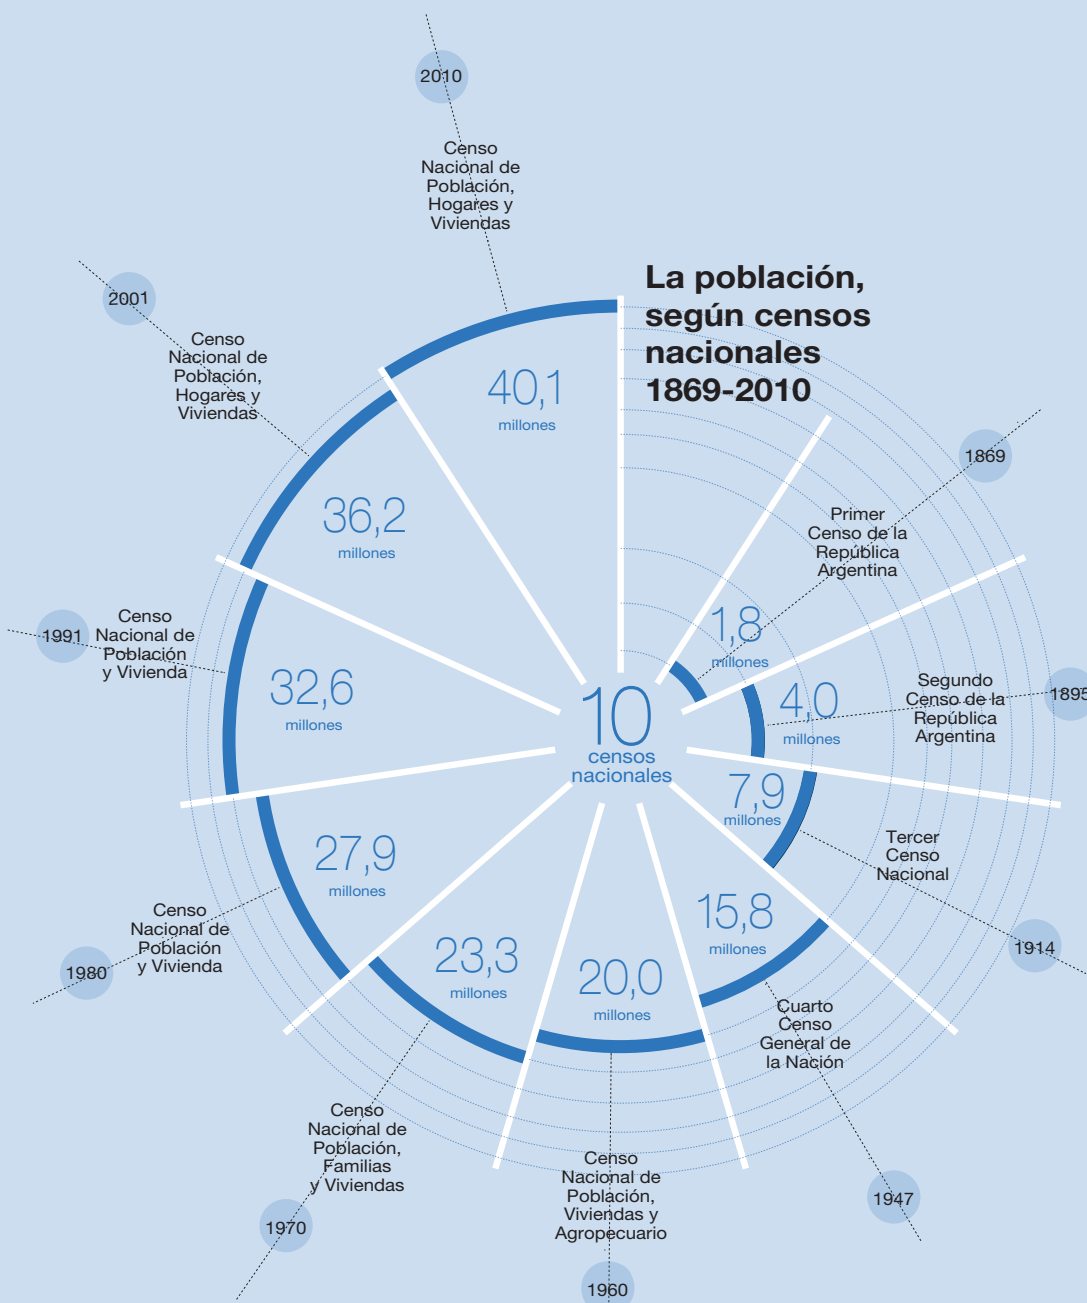 La población,
según censos
nacionales
1869-2010
10
censos
nacionales
1869
Primer
Censo de la
República
Argentina
1,8
millones
1895
Segundo
Censo de la
República
Argentina
4,0
millones
1914
Tercer
Censo
Nacional
7,9
millones
1947
Cuarto
Censo
General de
la Nación
15,8
millones
1960
Censo
Nacional de
Población,
Viviendas y
Agropecuario
20,0
millones
1970
Censo
Nacional de
Población,
Familias
y Viviendas
23,3
millones
1980
Censo
Nacional de
Población
y Vivienda
27,9
millones
1991
Censo
Nacional de
Población
y Vivienda
32,6
millones
2001
Censo
Nacional de
Población,
Hogares y
Viviendas
36,2
millones
2010
Censo
Nacional de
Población,
Hogares y
Viviendas
40,1
millones